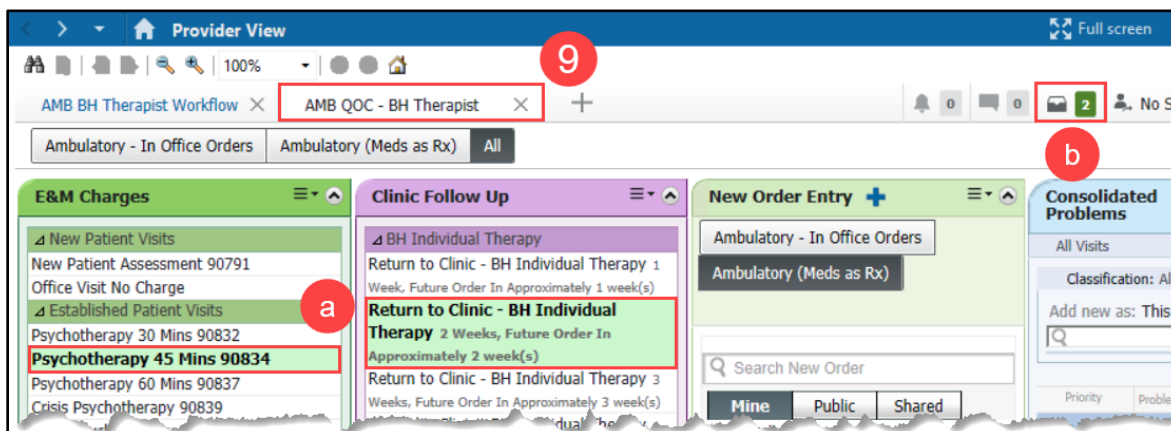 Provider View
Full screen
100%
9
AMB BH Therapist Workflow
AMB QOC - BH Therapist
0
0
2
No S
Ambulatory - In Office Orders
Ambulatory (Meds as Rx)
All
b
E&M Charges
New Patient Visits
New Patient Assessment 90791
Office Visit No Charge
Established Patient Visits
a
Psychotherapy 30 Mins 90832
Psychotherapy 45 Mins 90834
Psychotherapy 60 Mins 90837
Crisis Psychotherapy 90839
Clinic Follow Up
BH Individual Therapy
Return to Clinic - BH Individual Therapy 1
Week, Future Order In Approximately 1 week(s)
Return to Clinic - BH Individual
Therapy 2 Weeks, Future Order In
Approximately 2 week(s)
Return to Clinic - BH Individual Therapy 3
Weeks, Future Order In Approximately 3 week(s)
New Order Entry
Ambulatory - In Office Orders
Ambulatory (Meds as Rx)
Search New Order
Mine
Public
Shared
Consolidated
Problems
All Visits
Classification: Al
Add new as: This
Priority
Proble